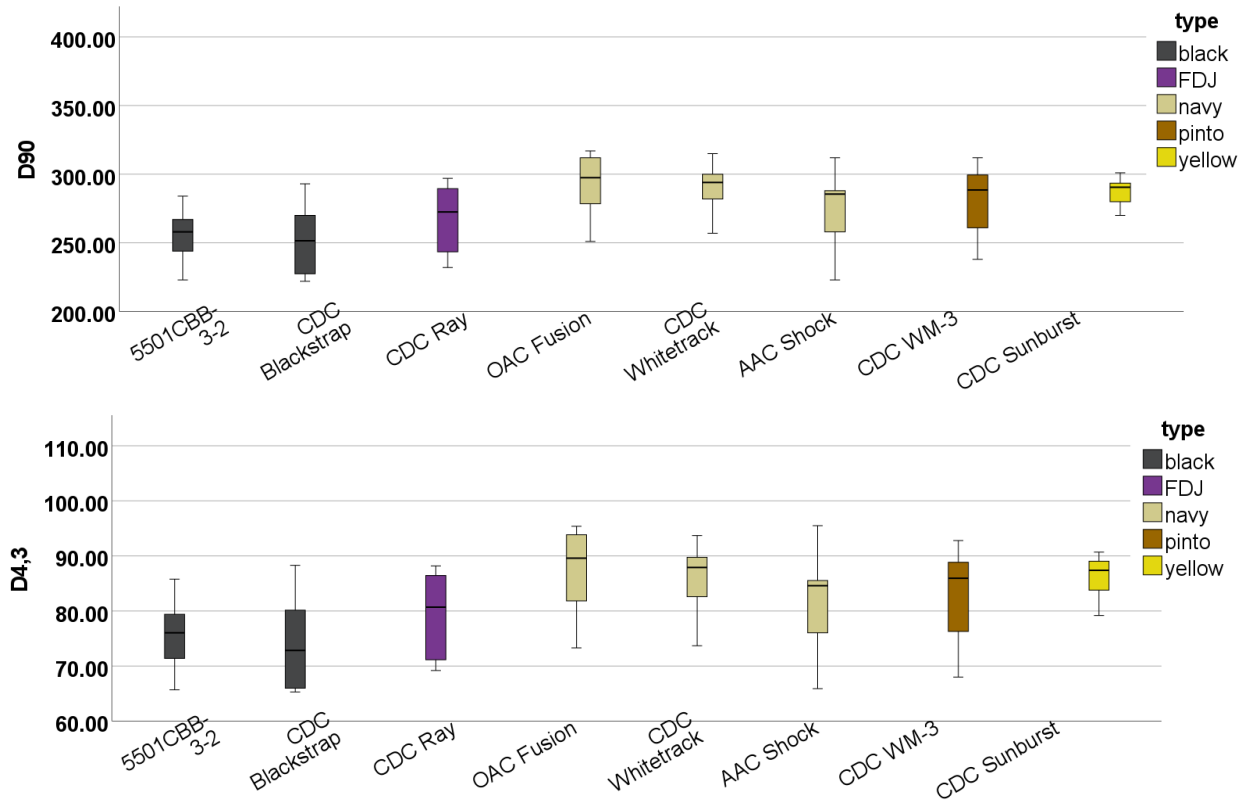 type
black
FDJ
navy
pinto
yellow
D90
400.00
350.00
300.00
250.00
200.00
5501CBB-
3-2
CDC
Blackstrap
CDC Ray
OAC Fusion
CDC
Whitetrack
AAC Shock
CDC WM-3
CDC Sunburst
type
black
FDJ
navy
pinto
yellow
D4,3
110.00
100.00
90.00
80.00
70.00
60.00
5501CBB-
3-2
CDC
Blackstrap
CDC Ray
OAC Fusion
CDC
Whitetrack
AAC Shock
CDC WM-3
CDC Sunburst